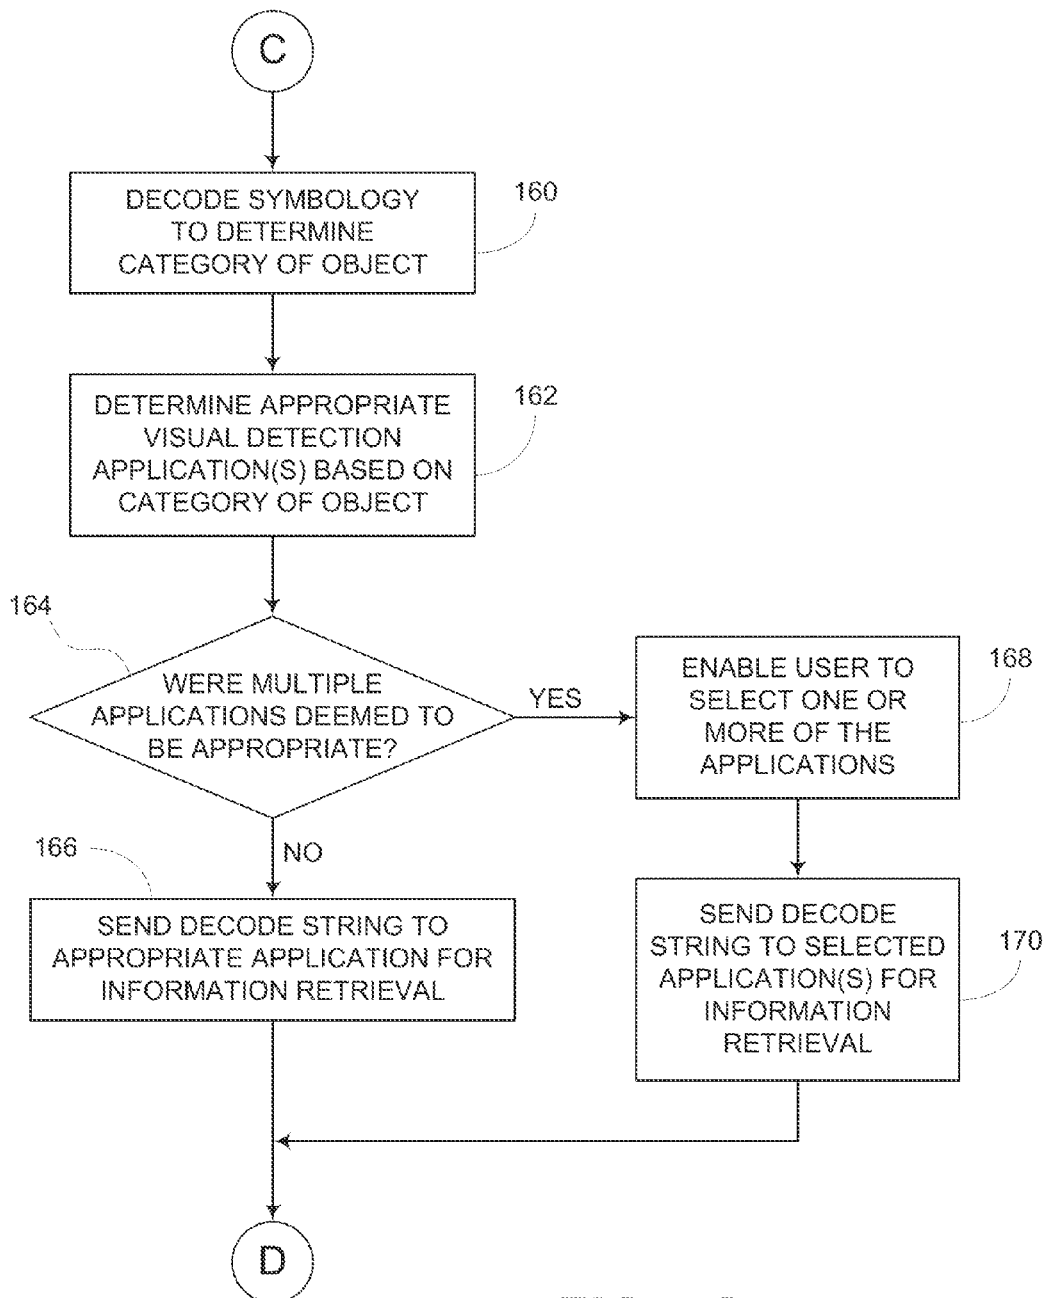 C
DECODE SYMBOLOGY
TO DETERMINE
CATEGORY OF OBJECT
160
DETERMINE APPROPRIATE
VISUAL DETECTION
APPLICATION(S) BASED ON
CATEGORY OF OBJECT
162
164
WERE MULTIPLE
APPLICATIONS DEEMED TO
BE APPROPRIATE?
YES
ENABLE USER TO
SELECT ONE OR
MORE OF THE
APPLICATIONS
168
NO
166
SEND DECODE STRING TO
APPROPRIATE APPLICATION FOR
INFORMATION RETRIEVAL
SEND DECODE
STRING TO SELECTED
APPLICATION(S) FOR
INFORMATION
RETRIEVAL
170
D